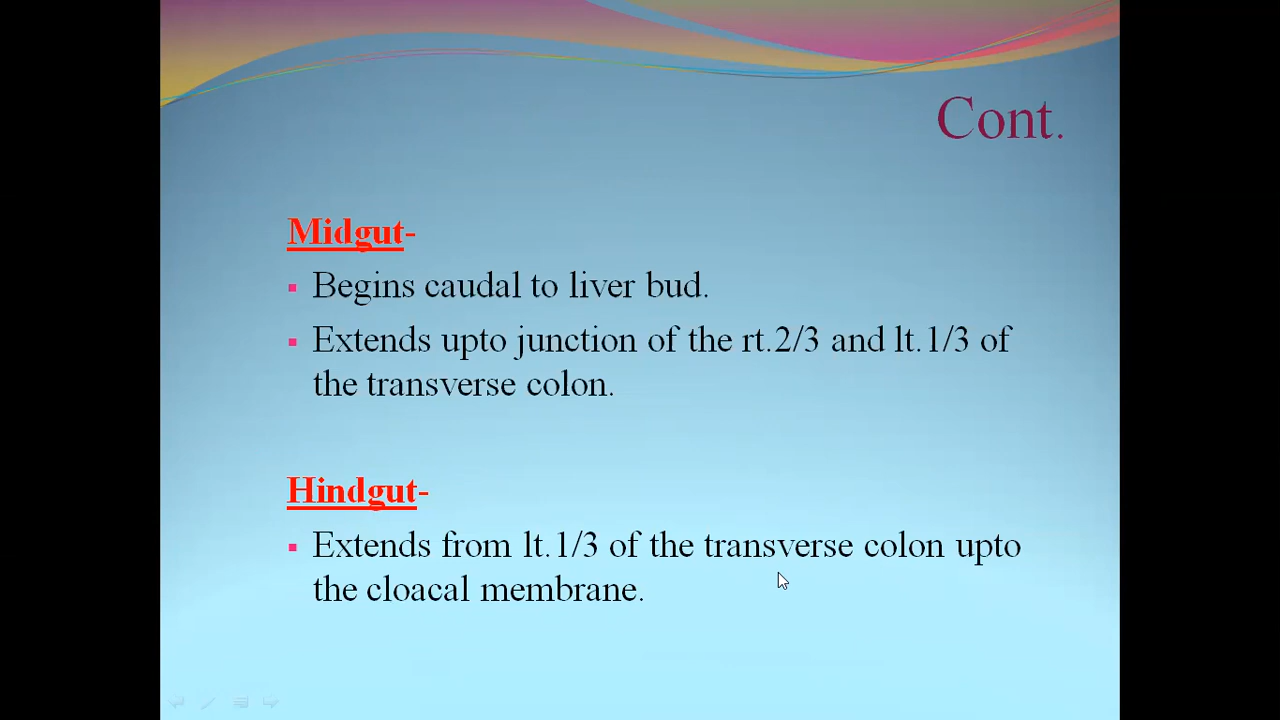 Cont.
Midgut-
Begins caudal to liver bud.
Extends upto junction of the rt.2/3 and lt.1/3 of
the transverse colon.
Hindgut-
Extends from lt.1/3 of the transverse colon upto
the cloacal membrane.